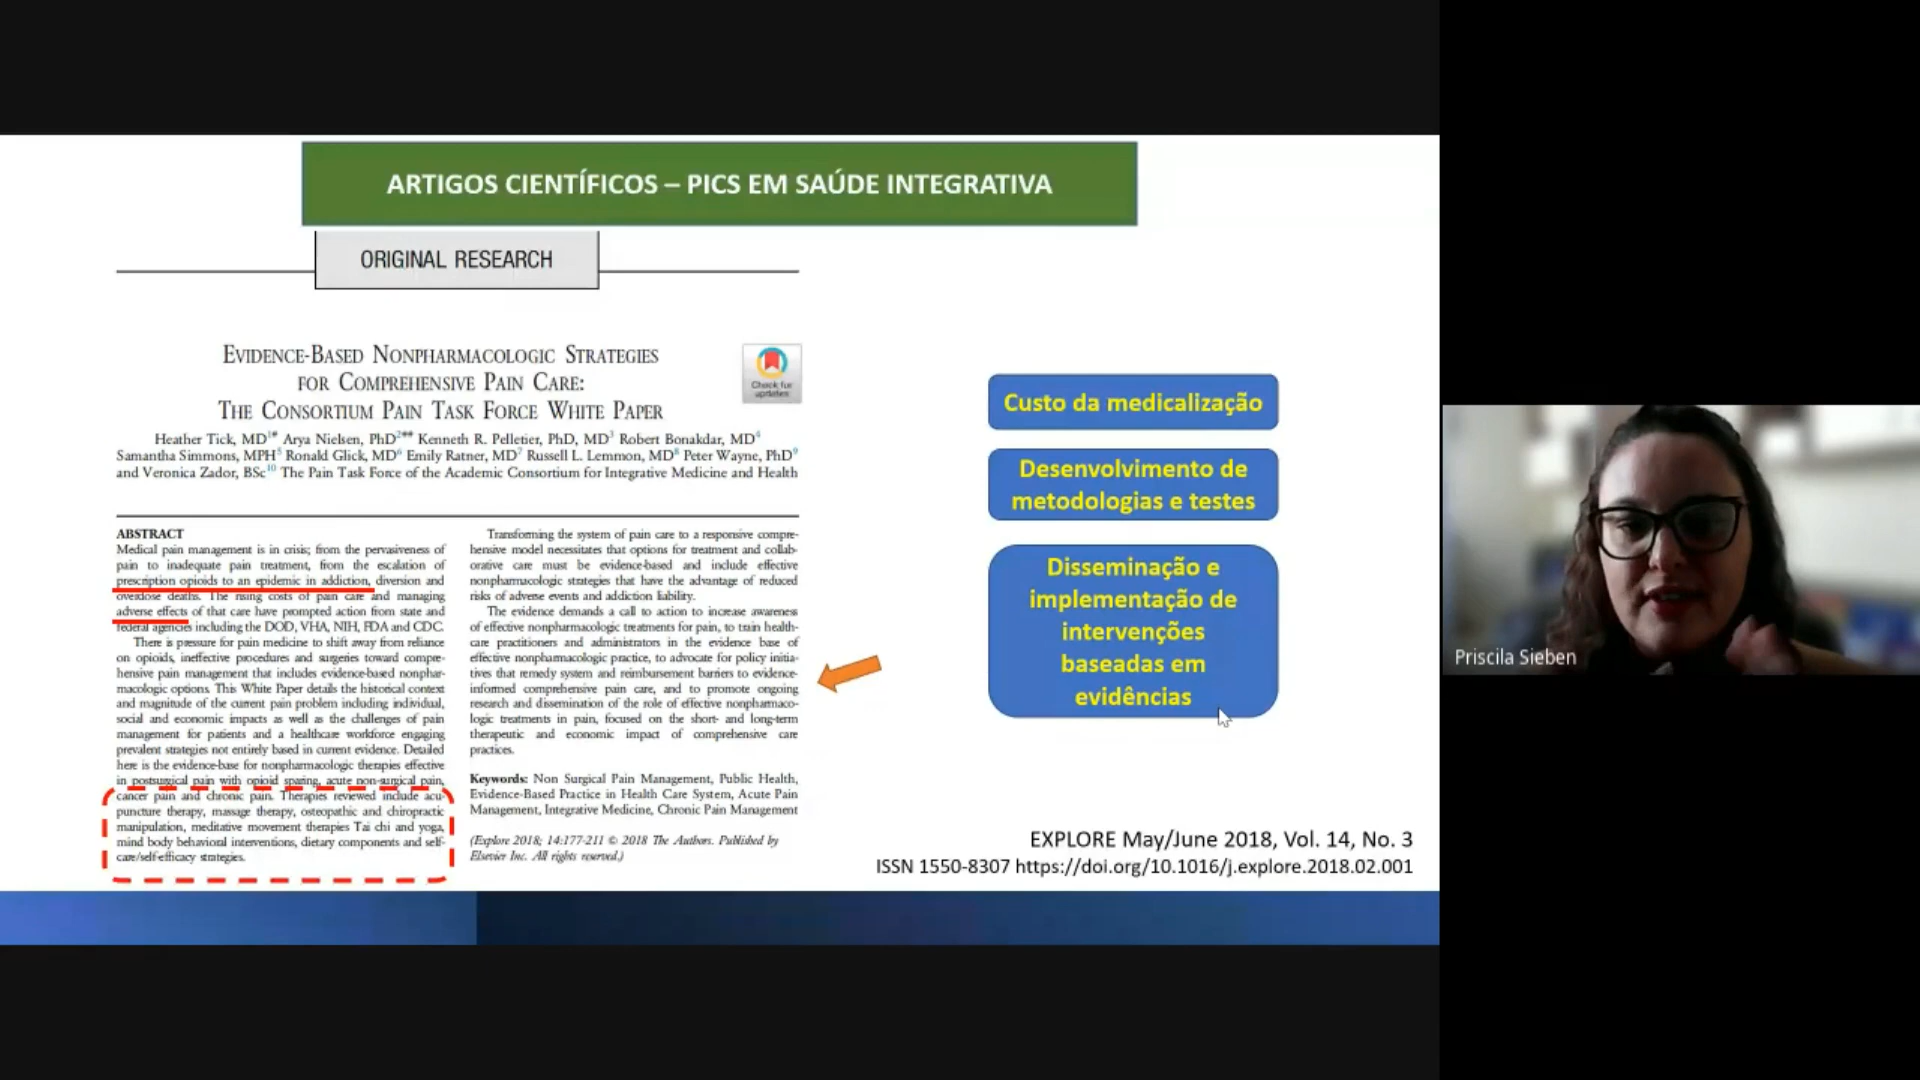 ARTIGOS CIENTÍFICOS – PICS EM SAÚDE INTEGRATIVA
ORIGINAL RESEARCH
EVIDENCE-BASED NONPHARMACOLOGIC STRATEGIES
FOR COMPREHENSIVE PAIN CARE:
THE CONSORTIUM PAIN TASK FORCE WHITE PAPER
Check for
updates
Heather Tick, MD1# Arya Nielsen, PhD2#* Kenneth R. Pelletier, PhD, MD3 Robert Bonakdar, MD4
Samantha Simmons, MPH5 Ronald Glick, MD6 Emily Ratner, MD7 Russell L. Lemmon, MD8 Peter Wayne, PhD9
and Veronica Zador, BSc10 The Pain Task Force of the Academic Consortium for Integrative Medicine and Health
ABSTRACT
Medical pain management is in crisis; from the pervasiveness of
pain to inadequate pain treatment, from the escalation of
prescription opioids to an epidemic in addiction, diversion and
overdose deaths. The rising costs of pain care and managing
adverse effects of that care have prompted action from state and
federal agencies including the DOD, VHA, NIH, FDA and CDC.
There is pressure for pain medicine to shift away from reliance
on opioids, ineffective procedures and surgeries toward compre-
hensive pain management that includes evidence-based nonphar-
macologic options. This White Paper details the historical context
and magnitude of the current pain problem including individual,
social and economic impacts as well as the challenges of pain
management for patients and a healthcare workforce engaging
prevalent strategies not entirely based in current evidence. Detailed
here is the evidence-base for nonpharmacologic therapies effective
in postsurgical pain with opioid sparing, acute non-surgical pain,
cancer pain and chronic pain. Therapies reviewed include acu-
puncture therapy, massage therapy, osteopathic and chiropractic
manipulation, meditative movement therapies Tai chi and yoga,
mind body behavioral interventions, dietary components and self-
care/self-efficacy strategies.
Transforming the system of pain care to a responsive compre-
hensive model necessitates that options for treatment and collab-
orative care must be evidence-based and include effective
nonpharmacologic strategies that have the advantage of reduced
risks of adverse events and addiction liability.
The evidence demands a call to action to increase awareness
of effective nonpharmacologic treatments for pain, to train health-
care practitioners and administrators in the evidence base of
effective nonpharmacologic practice, to advocate for policy initia-
tives that remedy system and reimbursement barriers to evidence-
informed comprehensive pain care, and to promote ongoing
research and dissemination of the role of effective nonpharmaco-
logic treatments in pain, focused on the short- and long-term
therapeutic and economic impact of comprehensive care
practices.
Keywords: Non Surgical Pain Management, Public Health,
Evidence-Based Practice in Health Care System, Acute Pain
Management, Integrative Medicine, Chronic Pain Management
(Explore 2018; 14:177-211 © 2018 The Authors. Published by
Elsevier Inc. All rights reserved.)
Custo da medicalização
Desenvolvimento de
metodologias e testes
Disseminação e
implementação de
intervenções
baseadas em
evidências
EXPLORE May/June 2018, Vol. 14, No. 3
ISSN 1550-8307 https://doi.org/10.1016/j.explore.2018.02.001
Priscila Sieben